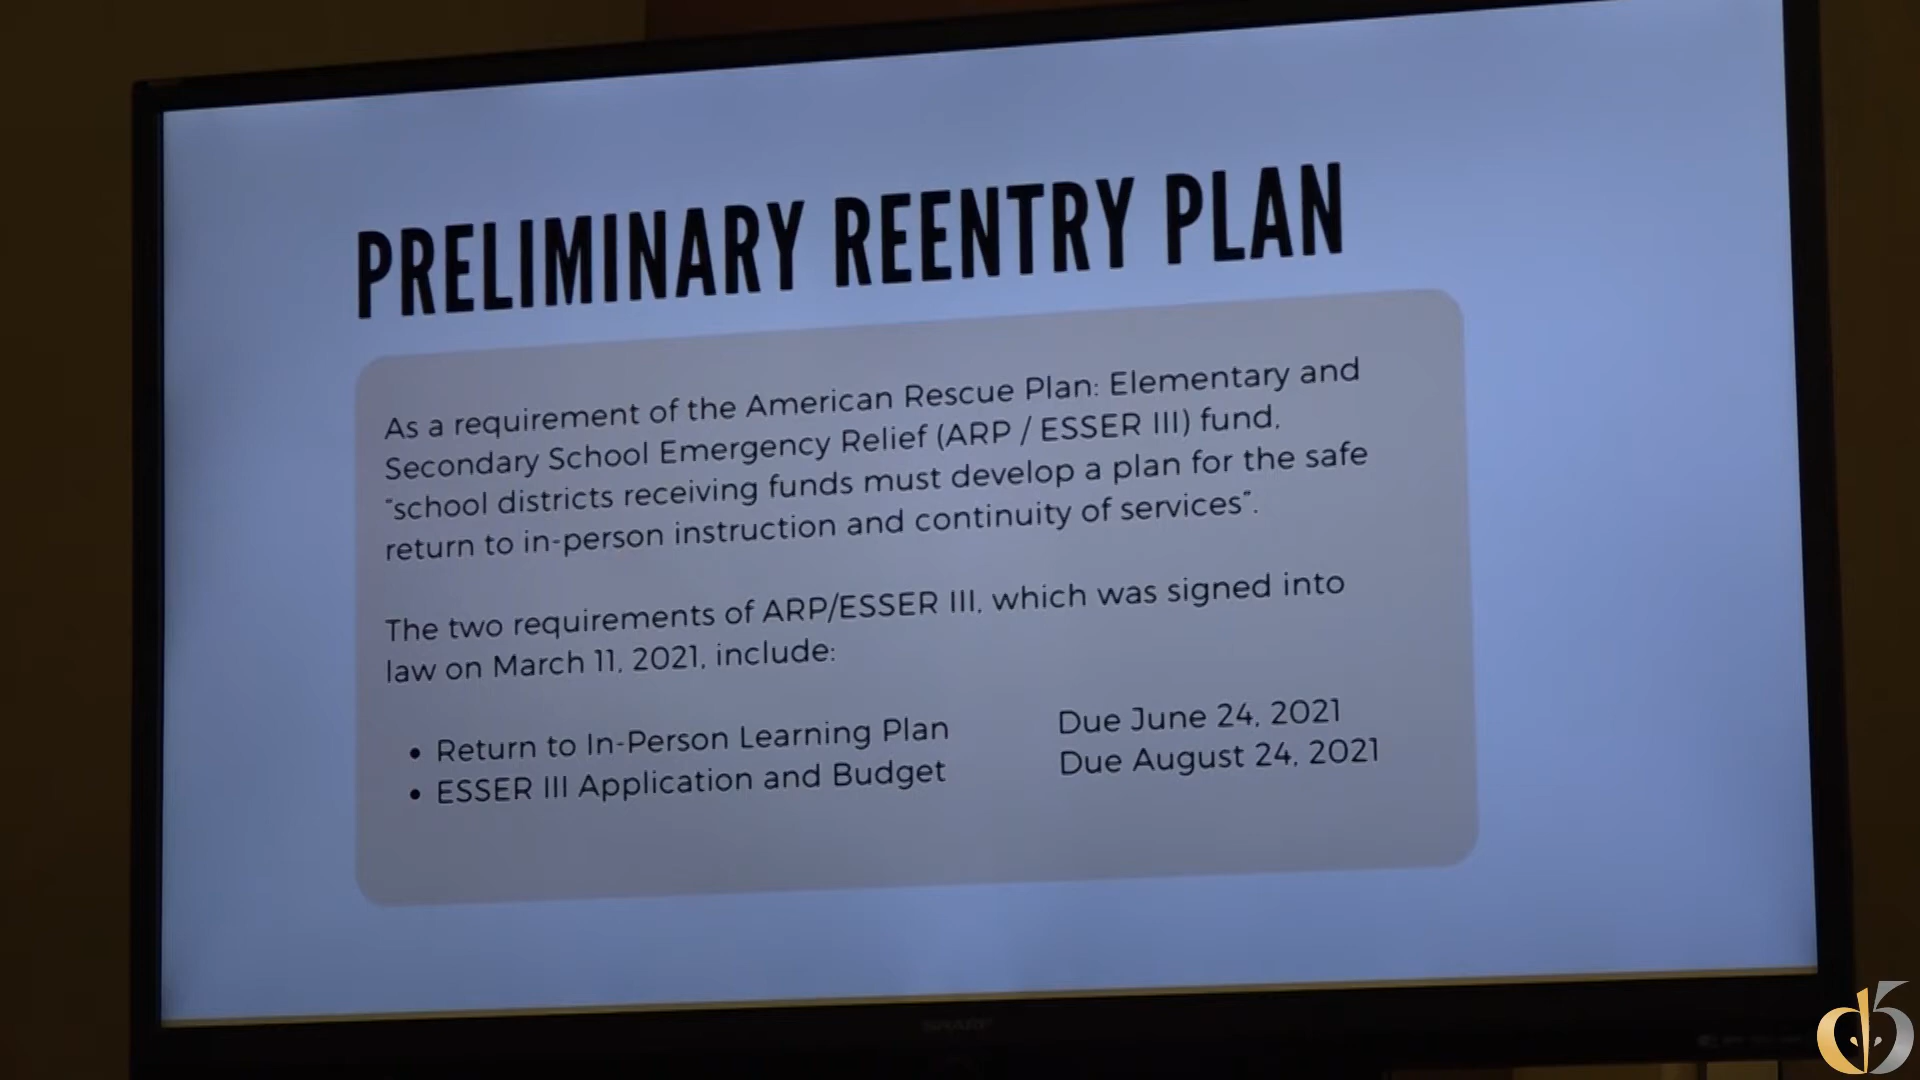 PRELIMINARY REENTRY PLAN
As a requirement of the American Rescue Plan: Elementary and
Secondary School Emergency Relief (ARP / ESSER III) fund,
"school districts receiving funds must develop a plan for the safe
return to in-person instruction and continuity of services".
The two requirements of ARP/ESSER III, which was signed into
law on March 11, 2021, include:
• Return to In-Person Learning Plan Due June 24, 2021
• ESSER III Application and Budget Due August 24, 2021
SHARP
d5